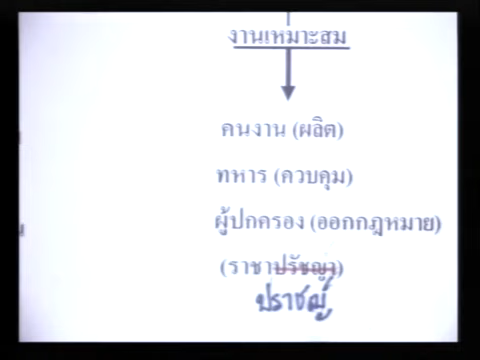 งานเหมาะสม
คนงาน (ผลิต)
ทหาร (ควบคุม)
ผู้ปกครอง (ออกกฎหมาย)
(ราชาปรัชญา)
ปราชญ์